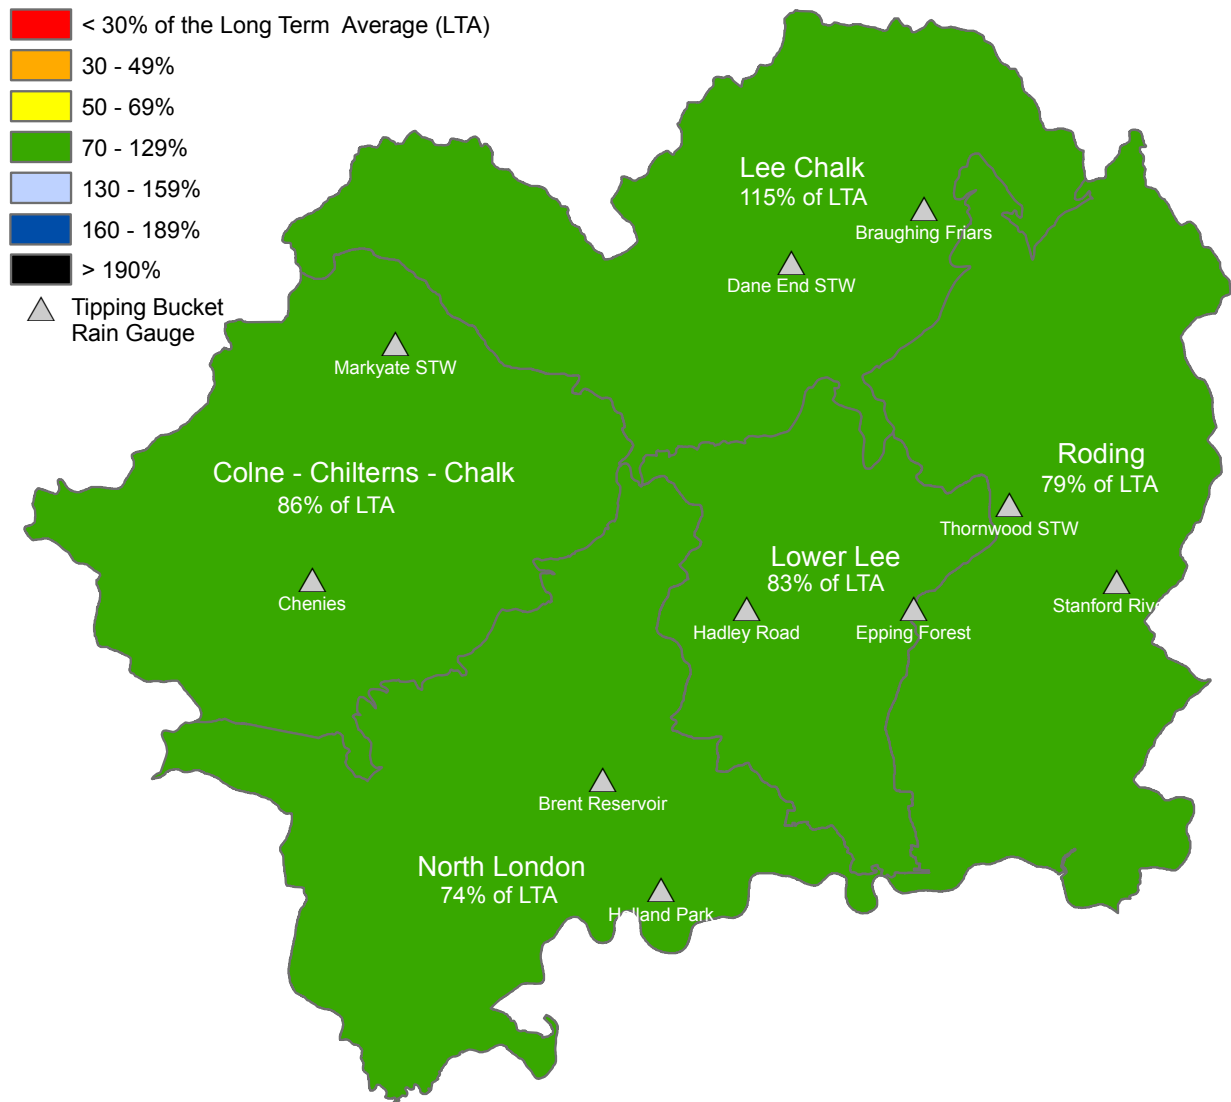 < 30% of the Long Term  Average (LTA)
30 - 49%
50 - 69%
70 - 129%
130 - 159%
160 - 189%
> 190%
Tipping Bucket
Rain Gauge
Lee Chalk
115% of LTA
Braughing Friars
Dane End STW
Markyate STW
Colne - Chilterns - Chalk
86% of LTA
Chenies
Roding
79% of LTA
Thornwood STW
Lower Lee
83% of LTA
Stanford Rive
Hadley Road
Epping Forest
Brent Reservoir
North London
74% of LTA
Holland Park